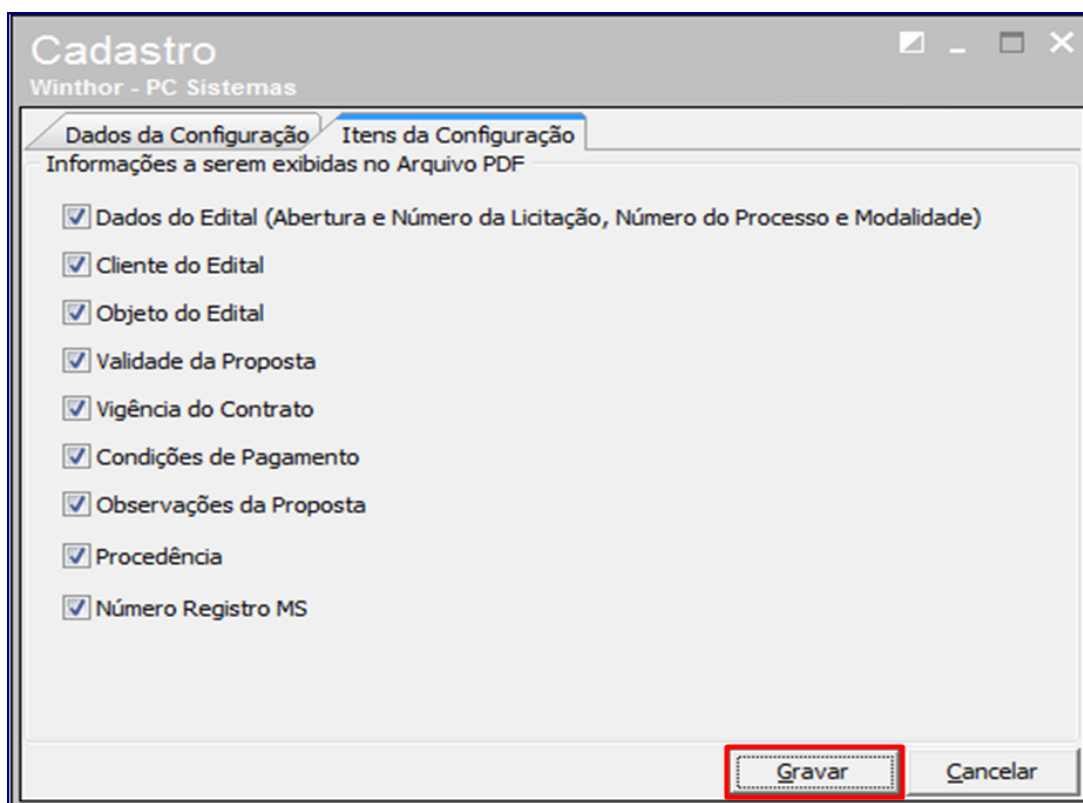 Cadastro
Winthor - PC Sistemas
Dados da Configuração Itens da Configuração
Informações a serem exibidas no Arquivo PDF
Dados do Edital (Abertura e Número da Licitação, Número do Processo e Modalidade)
Cliente do Edital
Objeto do Edital
Validade da Proposta
Vigência do Contrato
Condições de Pagamento
Observações da Proposta
Procedência
Número Registro MS
Gravar Cancelar